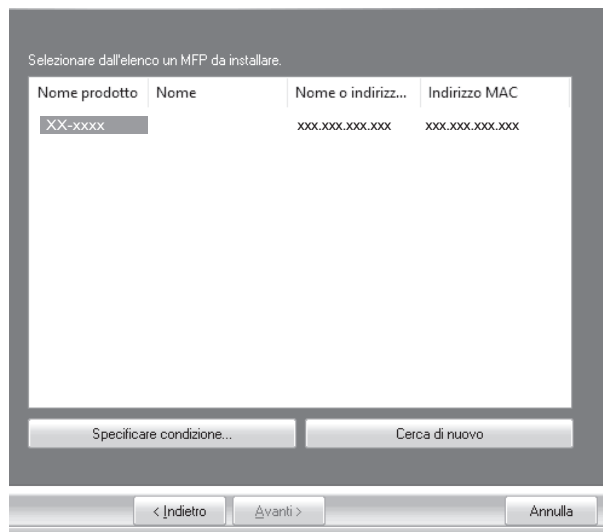 Selezionare dall'elenco un MFP da installare.
Nome prodotto Nome Nome o indirizz... Indirizzo MAC
XX-xxxx xxx.xxx.xxx.xxx xxx.xxx.xxx.xxx
Specificare condizione... Cerca di nuovo
< Indietro Avanti > Annulla